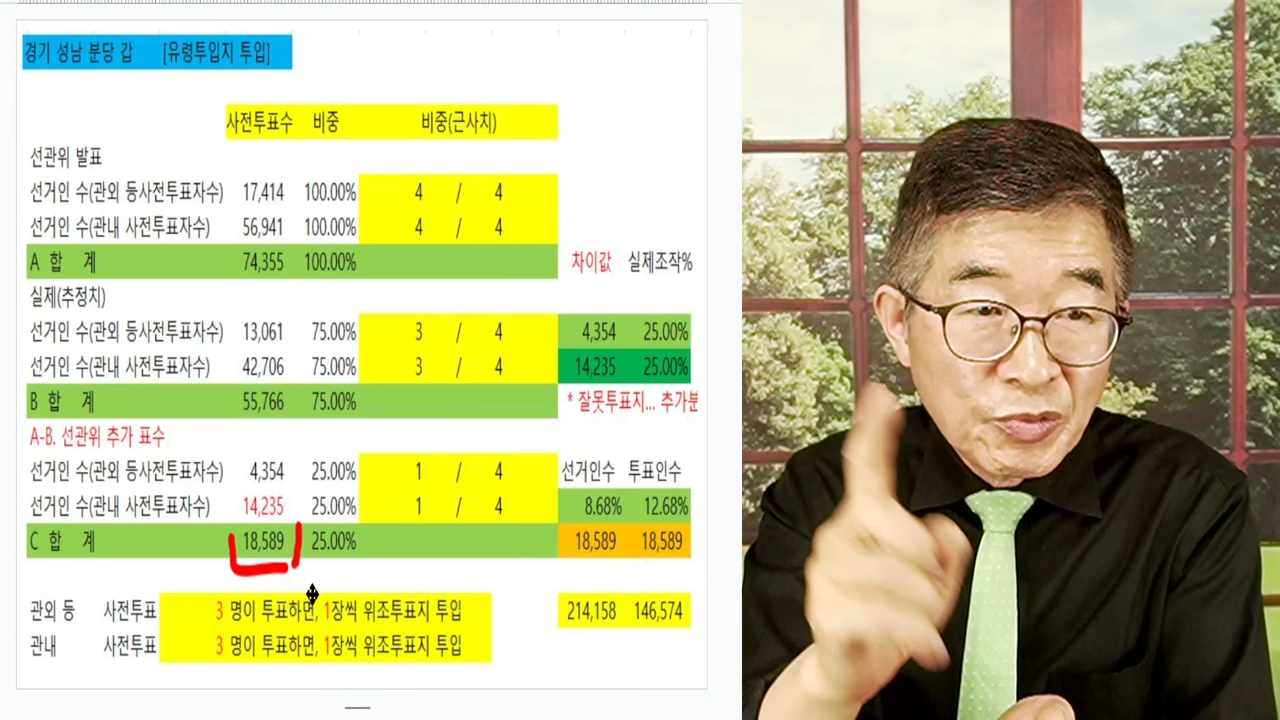 경기 성남 분당 갑 [유령투입지 투입]
사전투표수 비중 비중(근사치)
선관위 발표
선거인 수(관외 등사전투표자수) 17,414 100.00% 4 / 4
선거인 수(관내 사전투표자수) 56,941 100.00% 4 / 4
A 합 계 74,355 100.00% 차이값 실제조작%
실제(추정치)
선거인 수(관외 등사전투표자수) 13,061 75.00% 3 / 4 4,354 25.00%
선거인 수(관내 사전투표자수) 42,706 75.00% 3 / 4 14,235 25.00%
B 합 계 55,766 75.00% * 잘못투표지... 추가분
A-B. 선관위 추가 표수
선거인 수(관외 등사전투표자수) 4,354 25.00% 1 / 4 선거인수 투표인수
선거인 수(관내 사전투표자수) 14,235 25.00% 1 / 4 8.68% 12.68%
C 합 계 18,589 25.00% 18,589 18,589
관외 등 사전투표 3 명이 투표하면, 1장씩 위조투표지 투입 214,158 146,574
관내 사전투표 3 명이 투표하면, 1장씩 위조투표지 투입